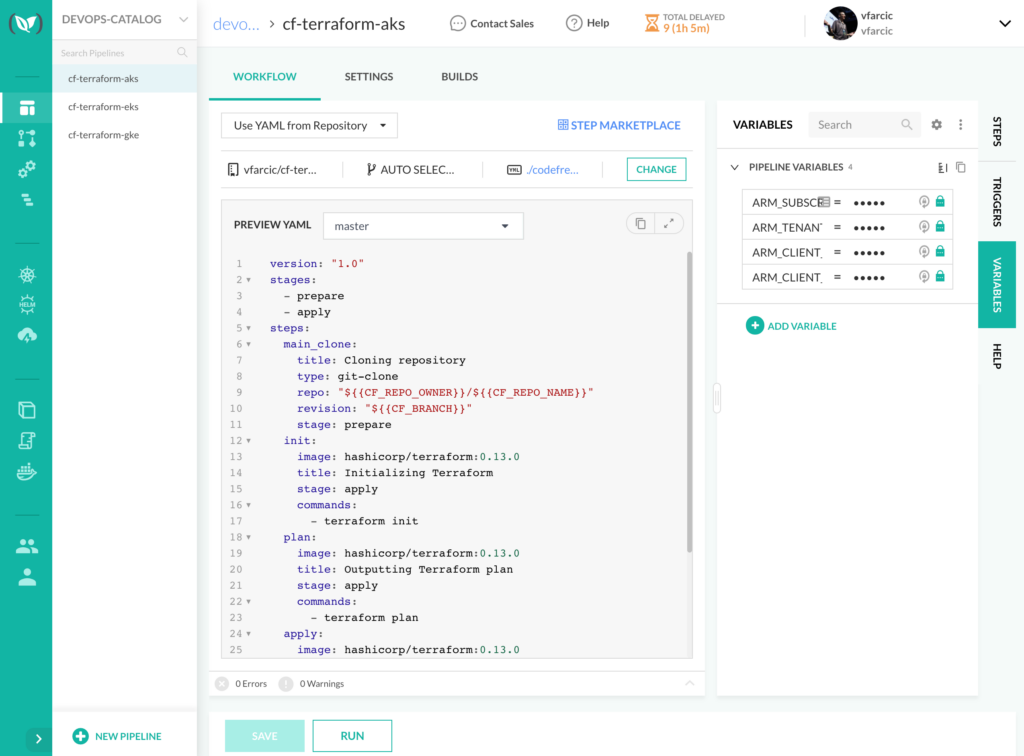 DEVOPS-CATALOG
Search Pipelines
cf-terraform-aks
cf-terraform-eks
cf-terraform-gke
NEW PIPELINE
HELM
devo... > cf-terraform-aks
Contact Sales
Help
TOTAL DELAYED
9 (1h 5m)
vfarcic
vfarcic
WORKFLOW SETTINGS BUILDS
Use YAML from Repository
STEP MARKETPLACE
vfarcic/cf-ter...
AUTO SELEC...
YML ./codefre...
CHANGE
PREVIEW YAML
master
1 version: "1.0"
2 stages:
3 - prepare
4 - apply
5 steps:
6 main_clone:
7 title: Cloning repository
8 type: git-clone
9 repo: "${{CF_REPO_OWNER}}/${{CF_REPO_NAME}}"
10 revision: "${{CF_BRANCH}}"
11 stage: prepare
12 init:
13 image: hashicorp/terraform:0.13.0
14 title: Initializing Terraform
15 stage: apply
16 commands:
17 - terraform init
18 plan:
19 image: hashicorp/terraform:0.13.0
20 title: Outputting Terraform plan
21 stage: apply
22 commands:
23 - terraform plan
24 apply:
25 image: hashicorp/terraform:0.13.0
0 Errors
0 Warnings
SAVE
RUN
VARIABLES
Search
PIPELINE VARIABLES 4
ARM_SUBSC = •••••
ARM_TENAN = •••••
ARM_CLIENT_ = •••••
ARM_CLIENT_ = •••••
ADD VARIABLE
STEPS
TRIGGERS
VARIABLES
HELP